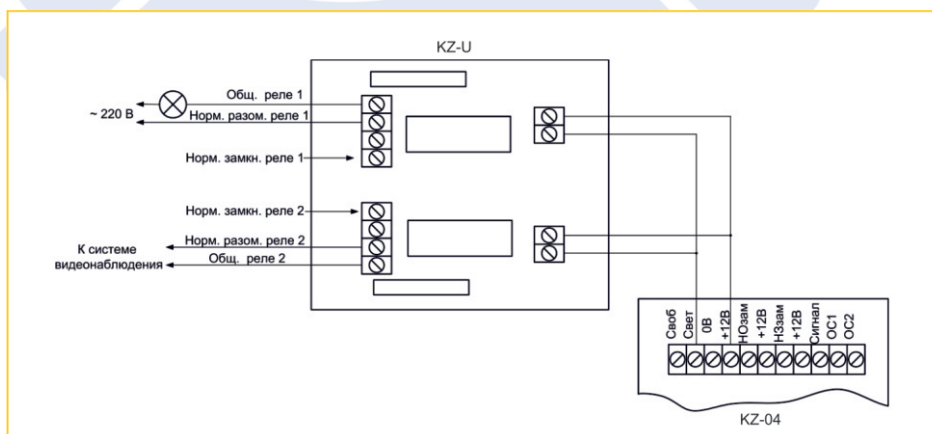 KZ-U
Общ. реле 1
~ 220 В
Норм. разом. реле 1
Норм. замкн. реле 1
Норм. замкн. реле 2
Норм. разом. реле 2
К системе
видеонаблюдения
Общ. реле 2
Своб
Свет
0В
+12В
НОзам
+12В
НЗзам
+12В
Сигнал
ОС1
ОС2
KZ-04